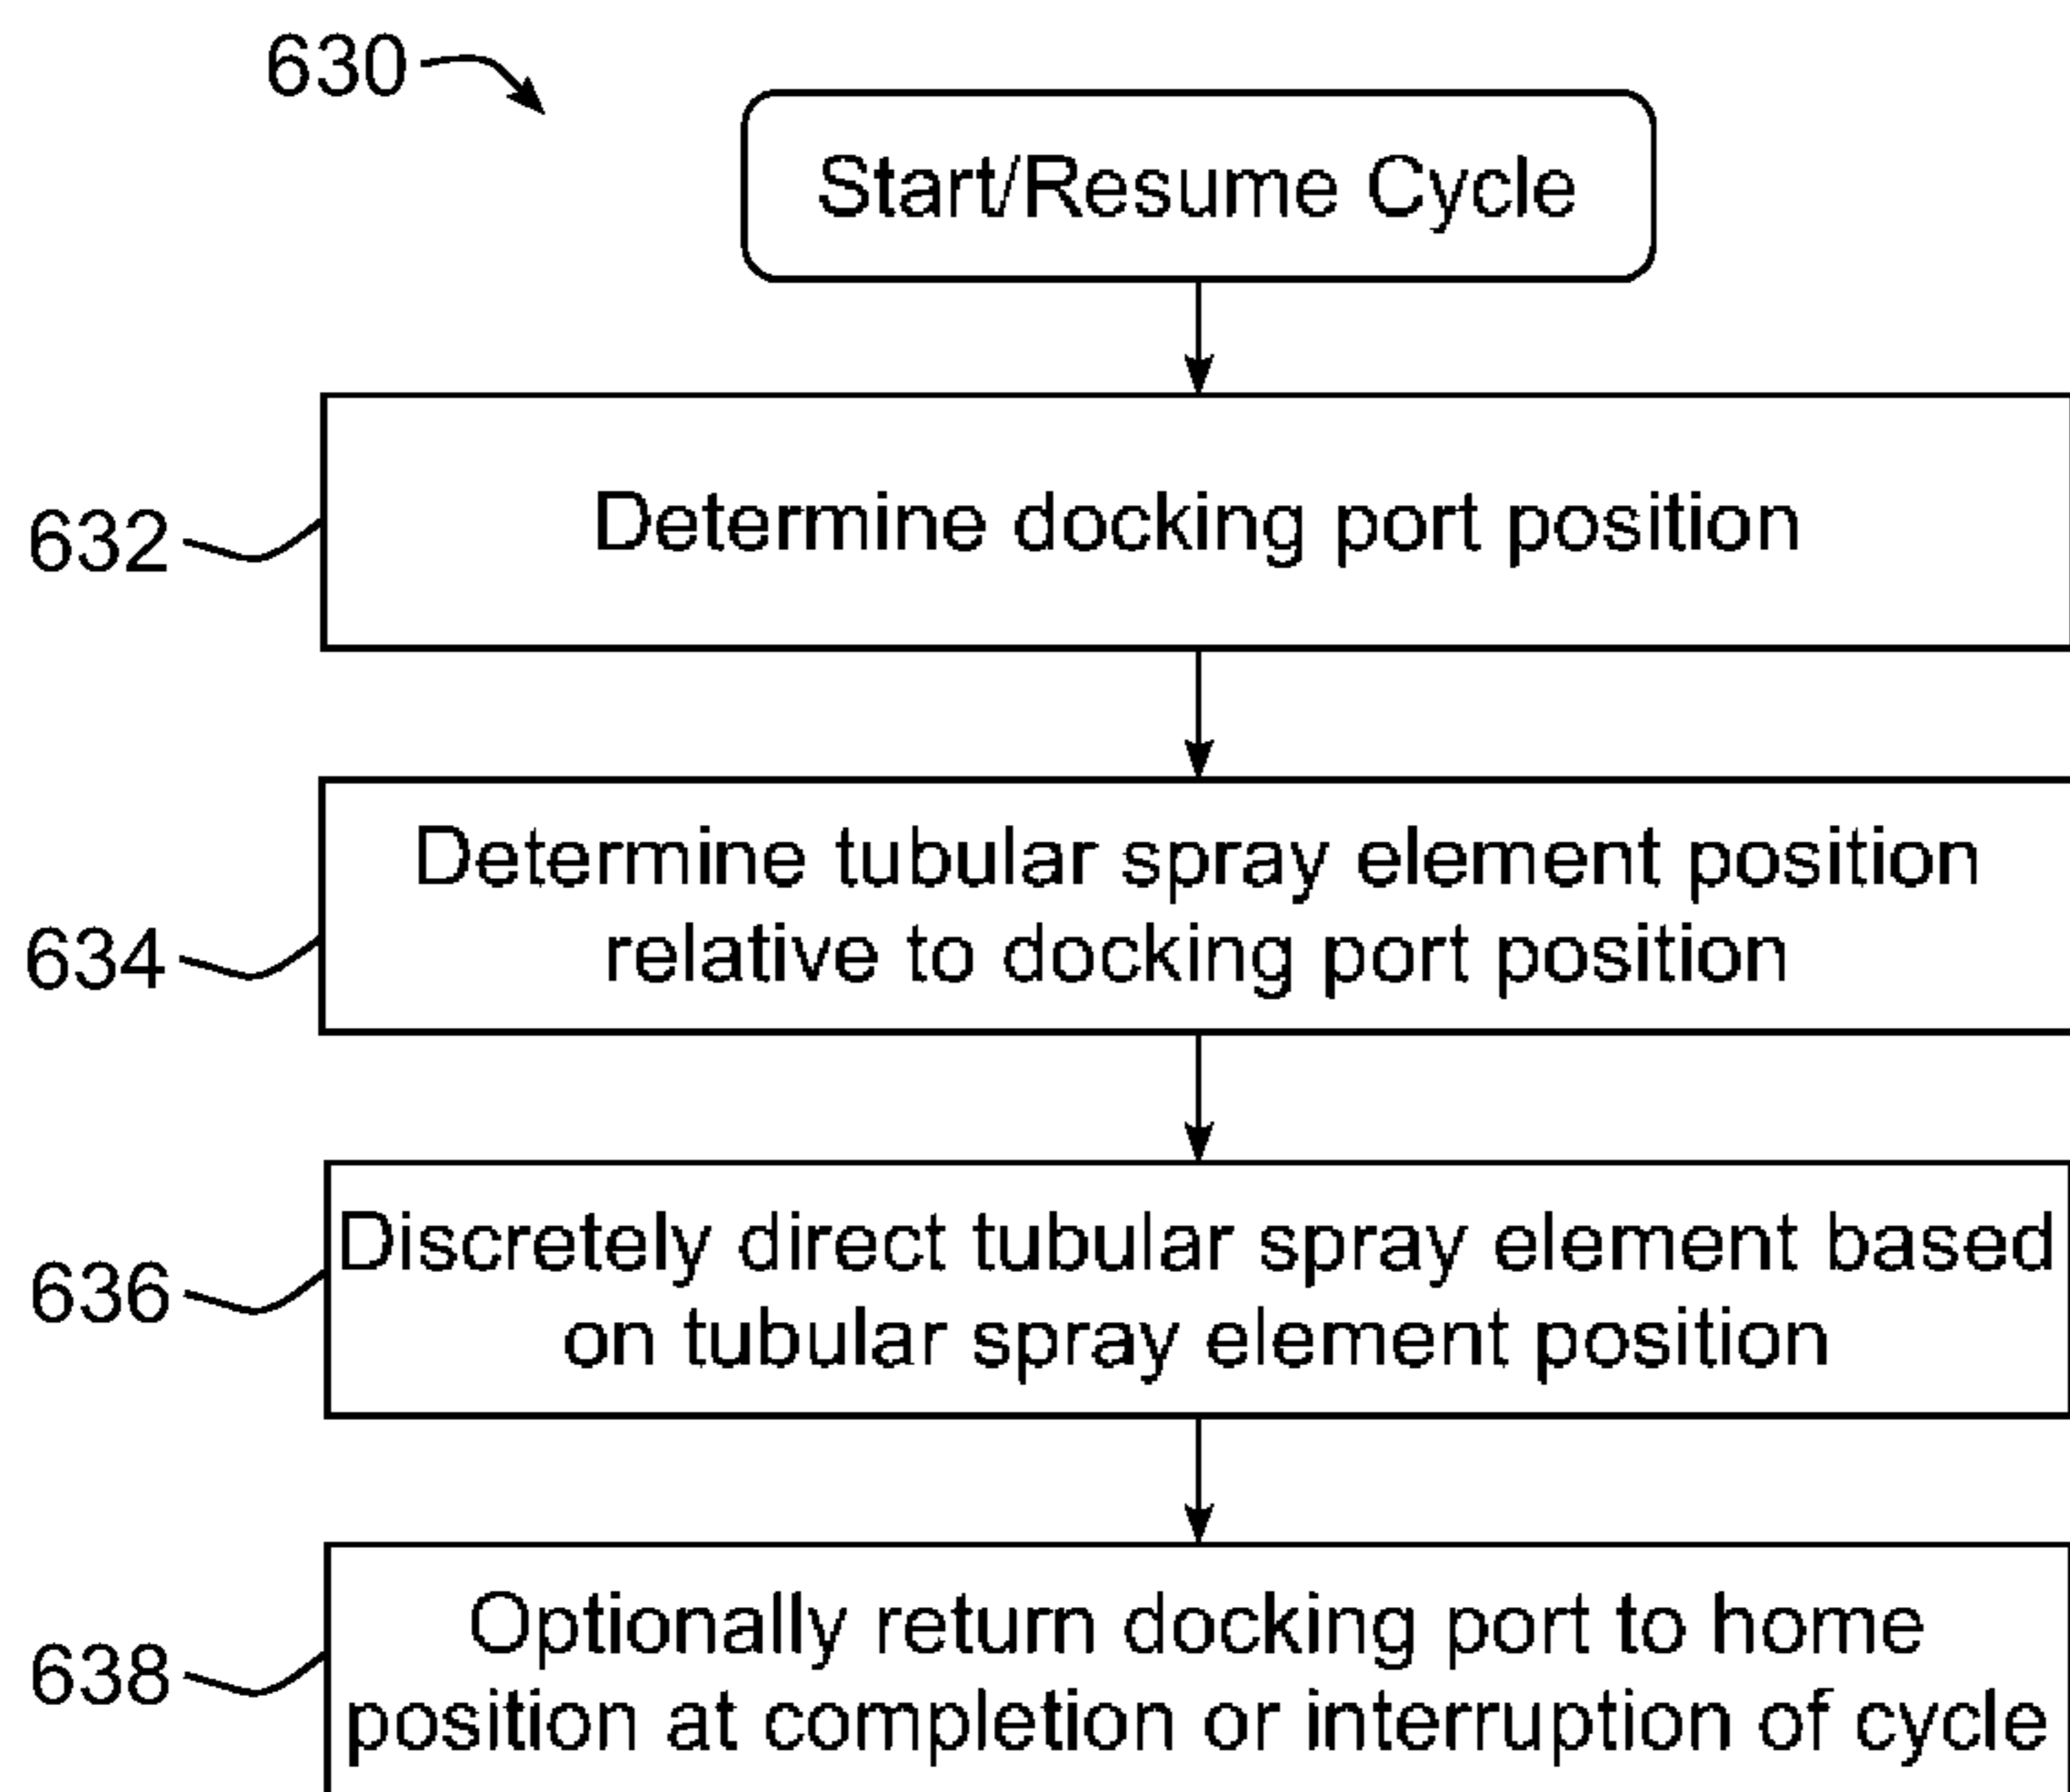 630
Start/Resume Cycle
632
Determine docking port position
634
Determine tubular spray element position
relative to docking port position
636
Discretely direct tubular spray element based
on tubular spray element position
638
Optionally return docking port to home
position at completion or interruption of cycle